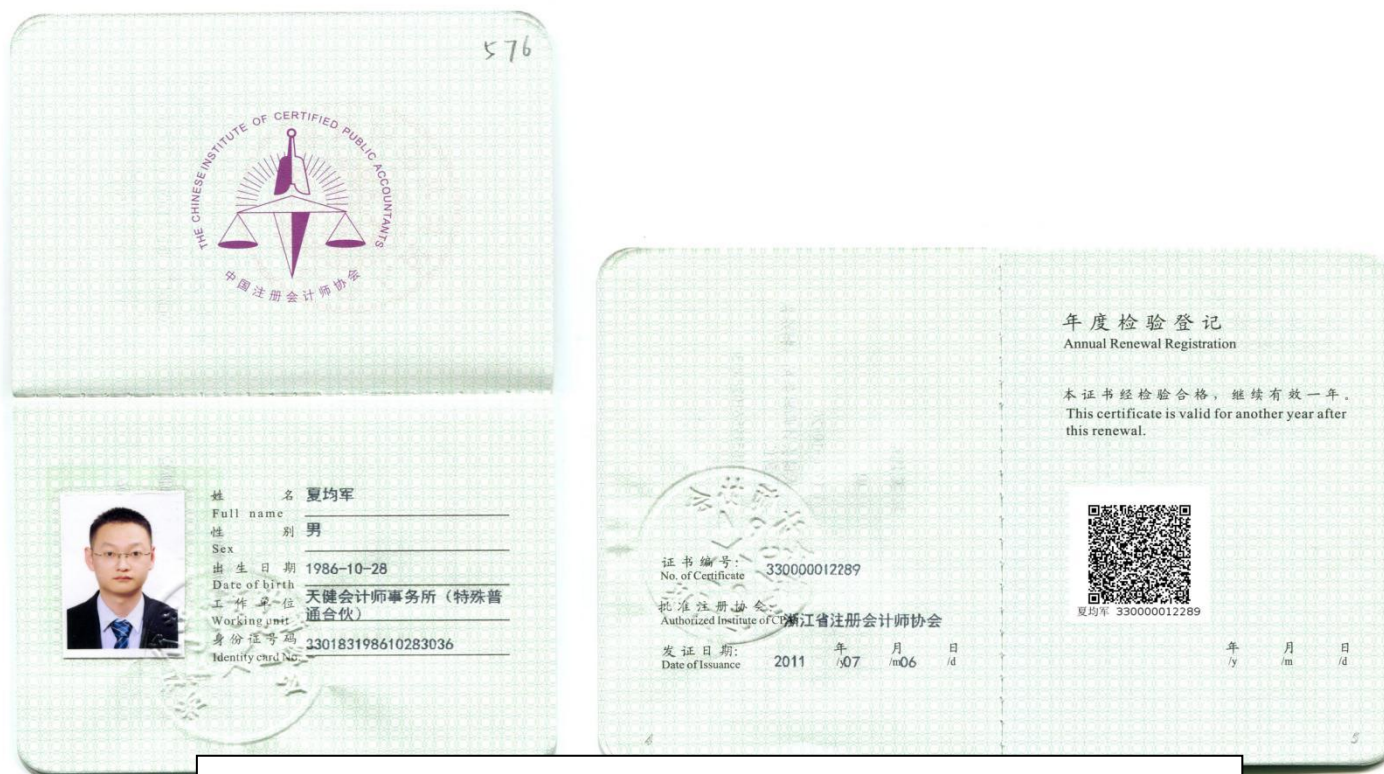 576
THE CHINESE INSTITUTE OF CERTIFIED PUBLIC ACCOUNTANTS
中国注册会计师协会
姓 名 夏均军
Full name
性 别 男
Sex
出生日期 1986-10-28
Date of birth
工作单位 天健会计师事务所（特殊普
Working unit 通合伙）
身份证号码 330183198610283036
Identity card No.
证书编号: 330000012289
No. of Certificate
批准注册协会
Authorized Institute of CP 浙江省注册会计师协会
发证日期: 年 月 日
Date of Issuance 2011 /y 07 /m 06 /d
6
年度检验登记
Annual Renewal Registration
本证书经检验合格，继续有效一年。
This certificate is valid for another year after
this renewal.
夏均军 330000012289
年 月 日
/y /m /d
5